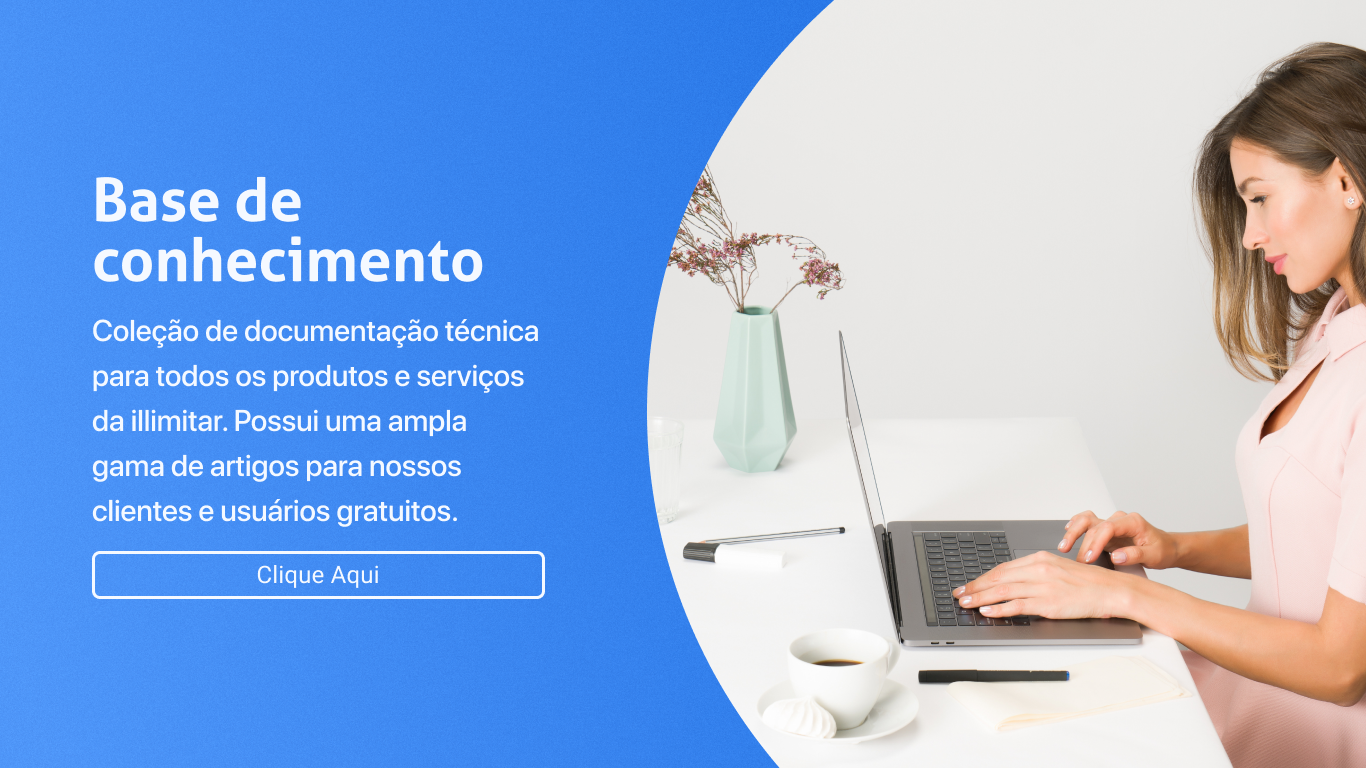 Base de
conhecimento
Coleção de documentação técnica
para todos os produtos e serviços
da illimitar. Possui uma ampla
gama de artigos para nossos
clientes e usuários gratuitos.
Clique Aqui